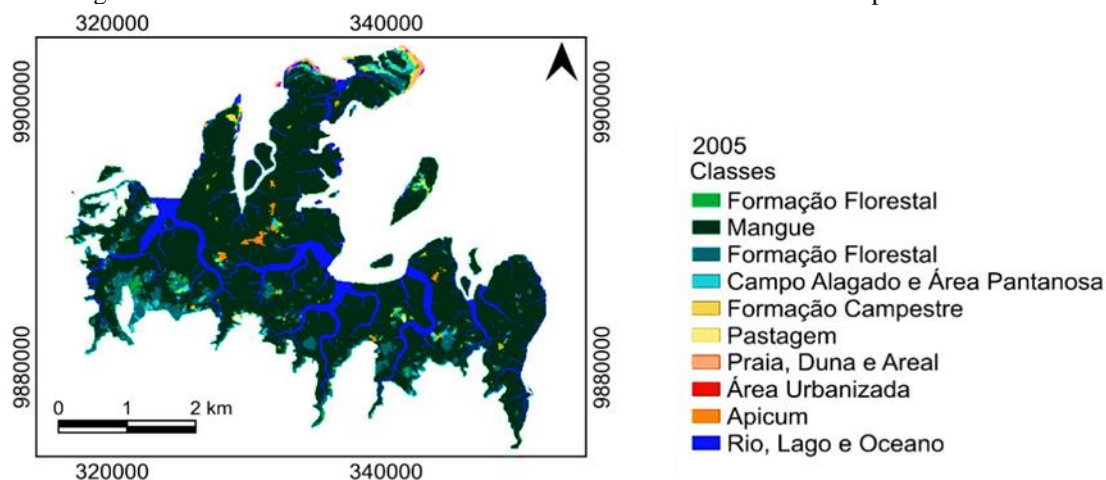 320000 340000
9900000 9900000
9880000 9880000
0 1 2 km
320000 340000
2005
Classes
Formação Florestal
Mangue
Formação Florestal
Campo Alagado e Área Pantanosa
Formação Campestre
Pastagem
Praia, Duna e Areal
Área Urbanizada
Apicum
Rio, Lago e Oceano